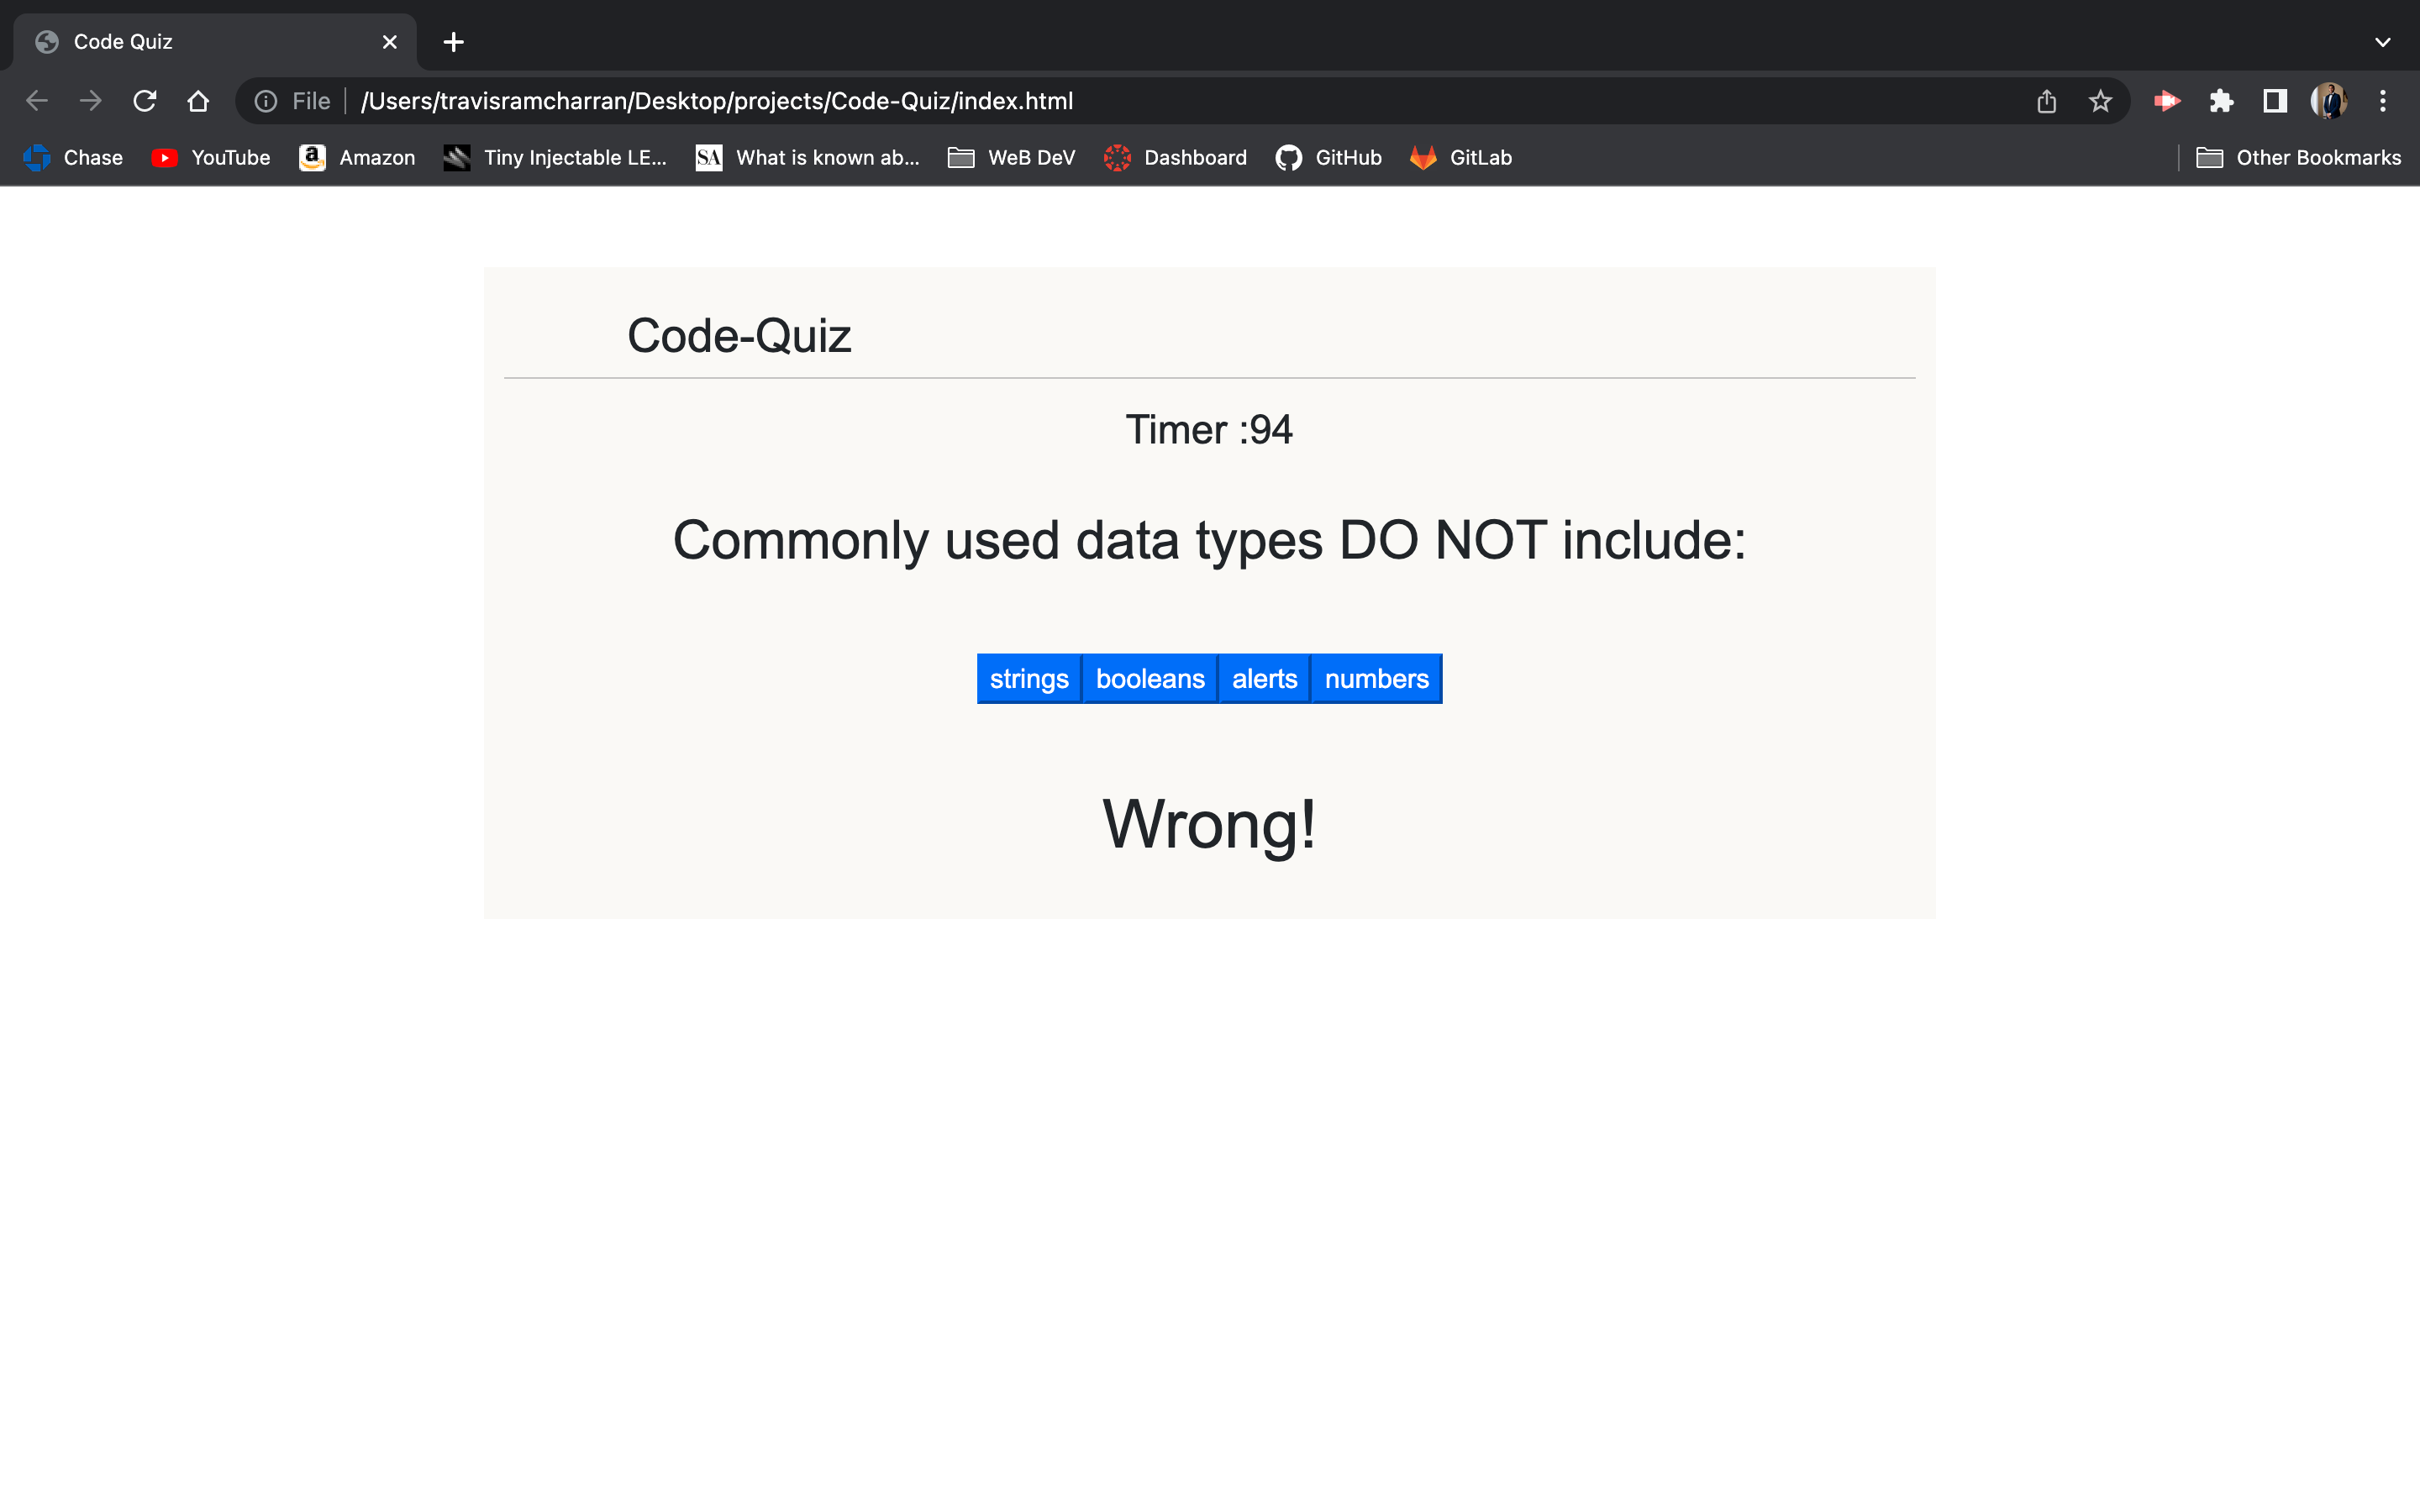 Code Quiz
File /Users/travisramcharran/Desktop/projects/Code-Quiz/index.html
Chase YouTube a Amazon Tiny Injectable LE... SA What is known ab... WeB DeV Dashboard GitHub GitLab Other Bookmarks
Code-Quiz
Timer :94
Commonly used data types DO NOT include:
strings booleans alerts numbers
Wrong!